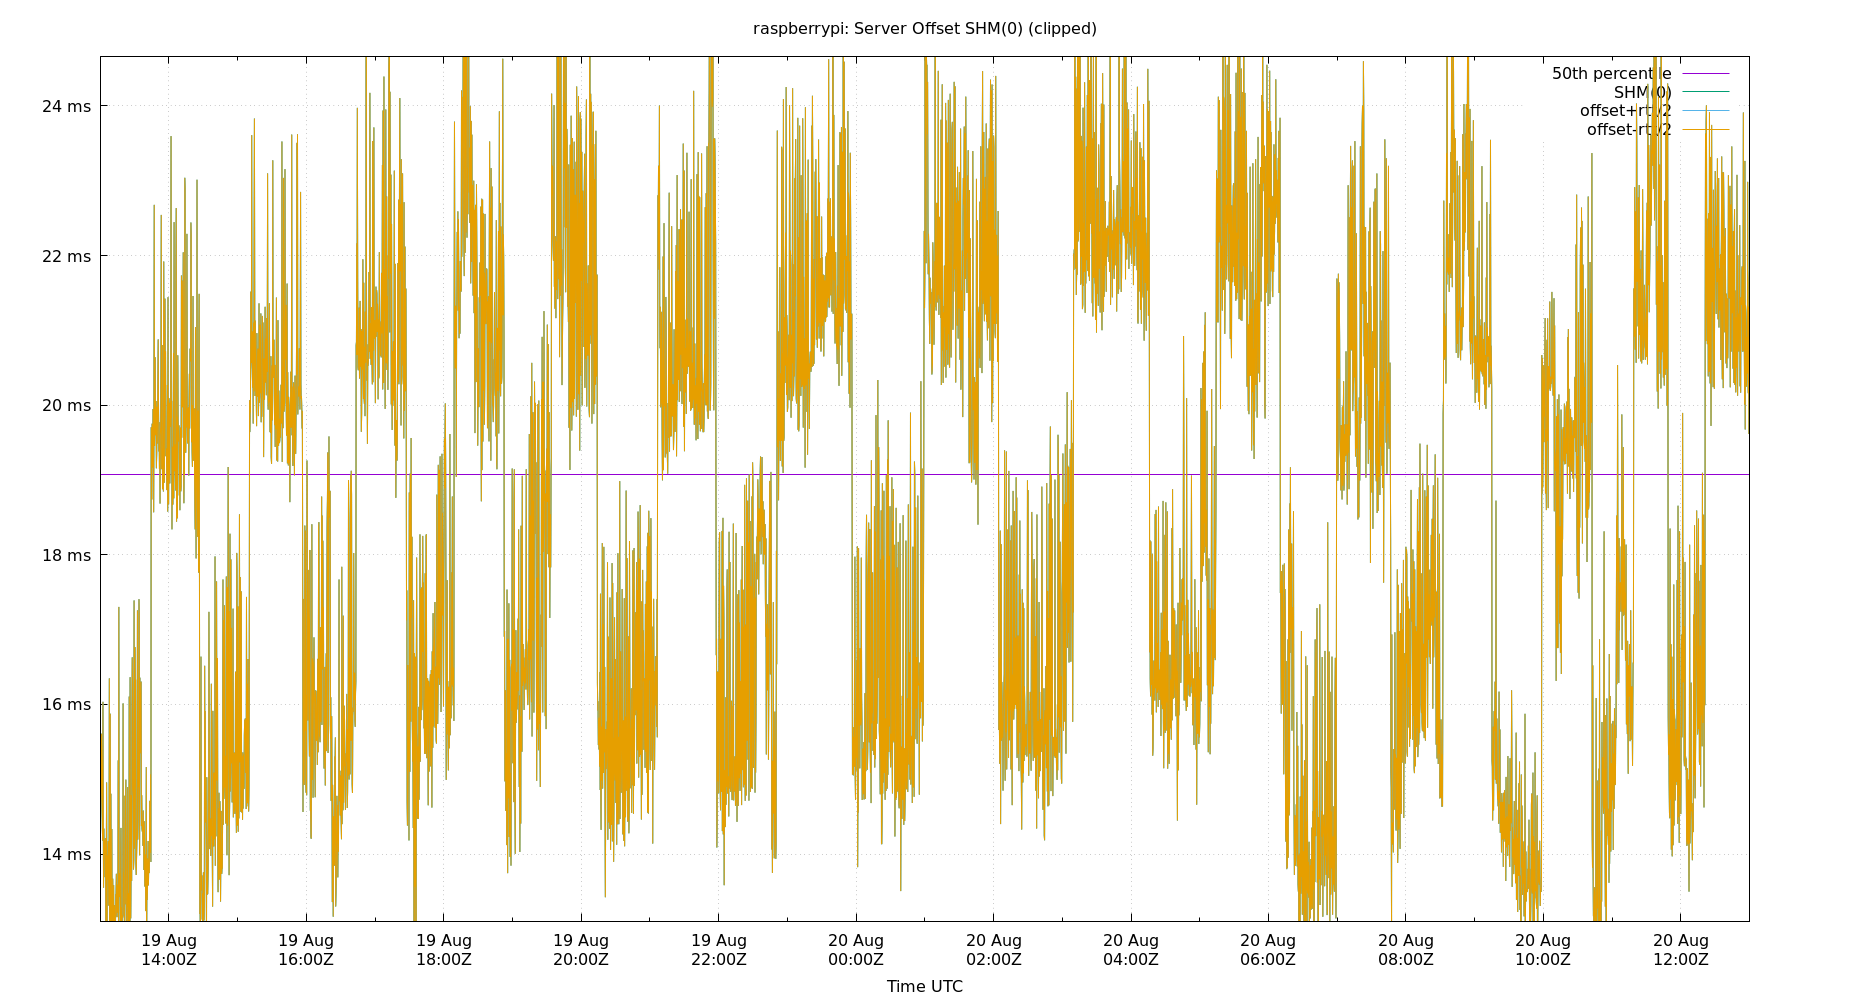 raspberrypi: Server Offset SHM(0) (clipped)
50th percentile
SHM(0)
offset+rtt/2
offset-rtt/2
24 ms
22 ms
20 ms
18 ms
16 ms
14 ms
19 Aug 14:00Z
19 Aug 16:00Z
19 Aug 18:00Z
19 Aug 20:00Z
19 Aug 22:00Z
20 Aug 00:00Z
20 Aug 02:00Z
20 Aug 04:00Z
20 Aug 06:00Z
20 Aug 08:00Z
20 Aug 10:00Z
20 Aug 12:00Z
Time UTC